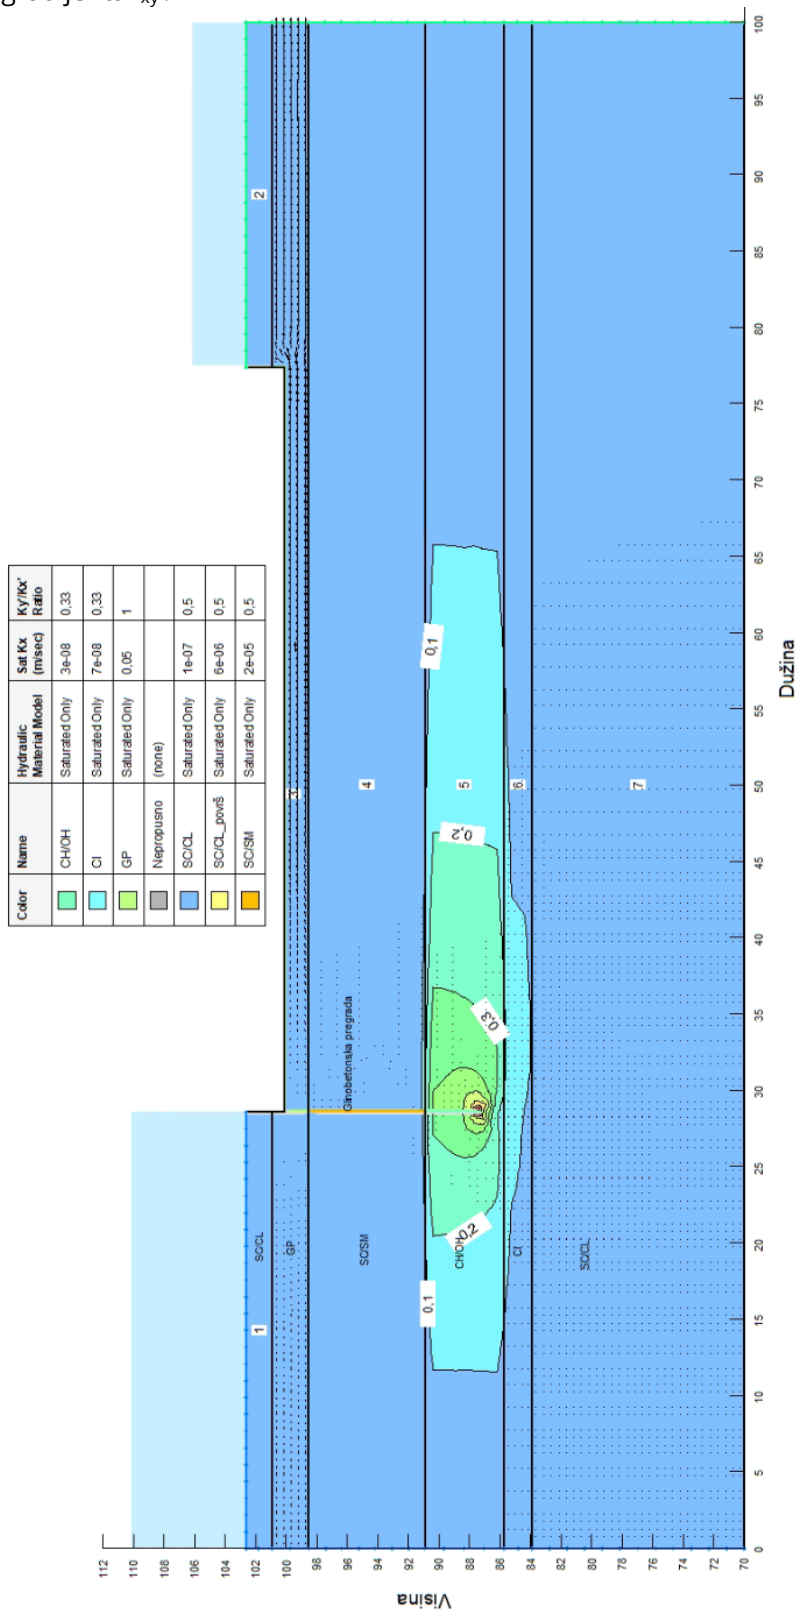 Color Name Hydraulic Material Model Sat Kx (m/sec) Ky'/Kx' Ratio
CH/OH Saturated Only 3e-08 0,33
CI Saturated Only 7e-08 0,33
GP Saturated Only 0,05 1
Nepropusno (none)
SC/CL Saturated Only 1e-07 0,5
SC/CL_površ Saturated Only 6e-06 0,5
SC/SM Saturated Only 2e-05 0,5
Visina
112
110
108
106
104
102
100
98
96
94
92
90
88
86
84
82
80
78
76
74
72
70
1
2
3
4
5
6
7
SC/CL
GP
SC/SM
CH/OH
CI
SC/CL
Glinobetonska pregrada
0,1
0,2
0,3
0,2
0,1
0 5 10 15 20 25 30 35 40 45 50 55 60 65 70 75 80 85 90 95 100
Dužina